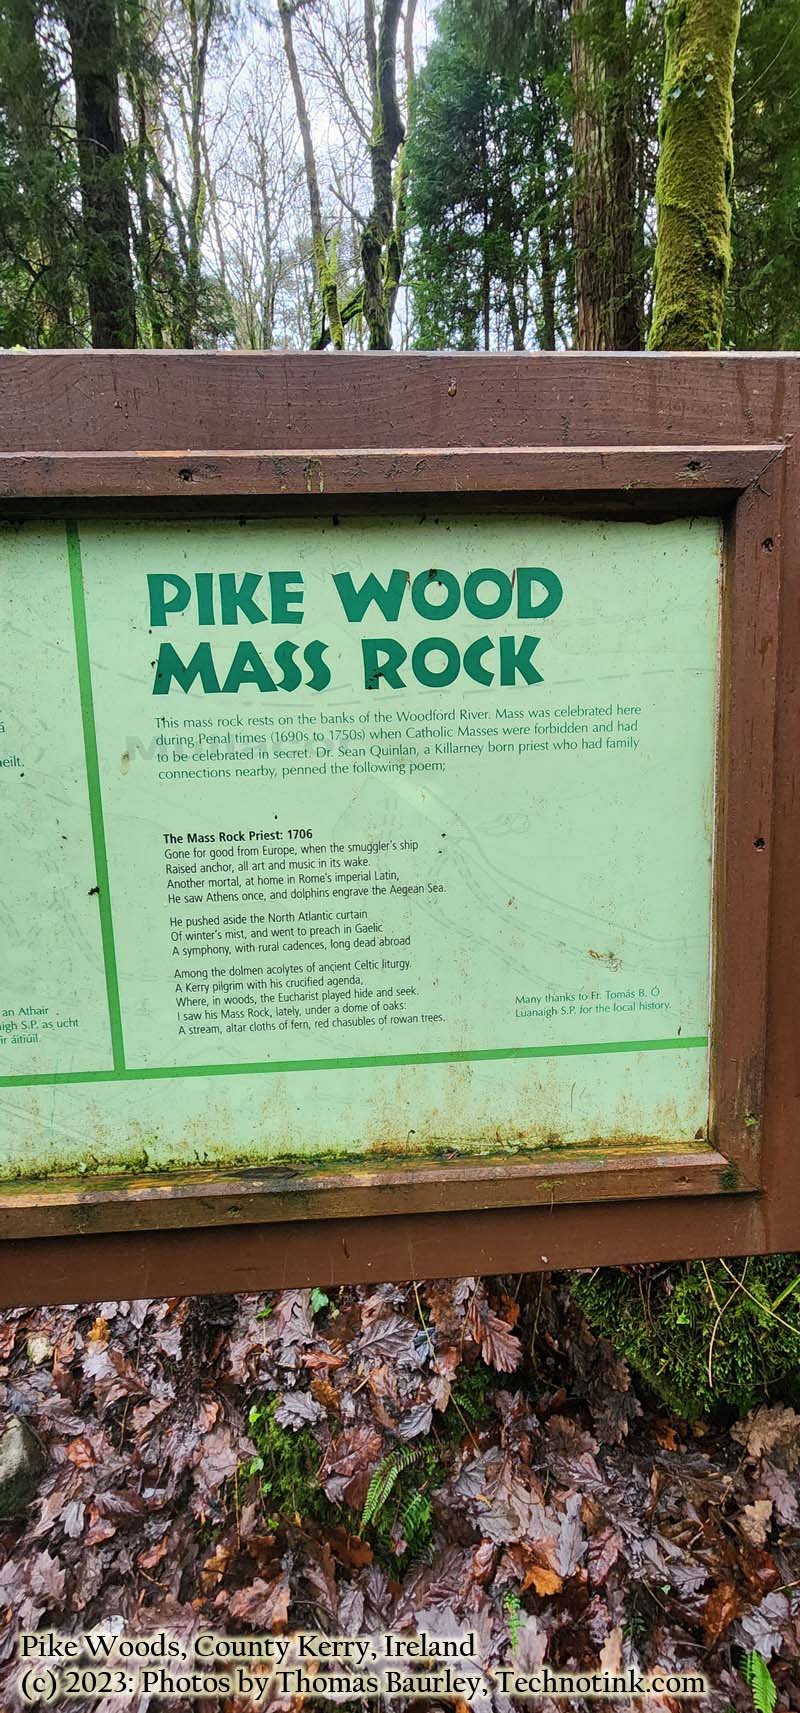 PIKE WOOD
MASS ROCK
This mass rock rests on the banks of the Woodford River. Mass was celebrated here
during Penal times (1690s to 1750s) when Catholic Masses were forbidden and had
to be celebrated in secret. Dr. Sean Quinlan, a Killarney born priest who had family
connections nearby, penned the following poem;
The Mass Rock Priest: 1706
Gone for good from Europe, when the smuggler's ship
Raised anchor, all art and music in its wake.
Another mortal, at home in Rome's imperial Latin,
He saw Athens once, and dolphins engrave the Aegean Sea.
He pushed aside the North Atlantic curtain
Of winter's mist, and went to preach in Gaelic
A symphony, with rural cadences, long dead abroad
Among the dolmen acolytes of ancient Celtic liturgy.
A Kerry pilgrim with his crucified agenda,
Where, in woods, the Eucharist played hide and seek.
I saw his Mass Rock, lately, under a dome of oaks:
A stream, altar cloths of fern, red chasubles of rowan trees.
Many thanks to Fr. Tomás B. Ó
Luanaigh S.P. for the local history.
an Athair
aigh S.P. as ucht
ir áitiúil.
Pike Woods, County Kerry, Ireland
(c) 2023: Photos by Thomas Baurley, Technotink.com